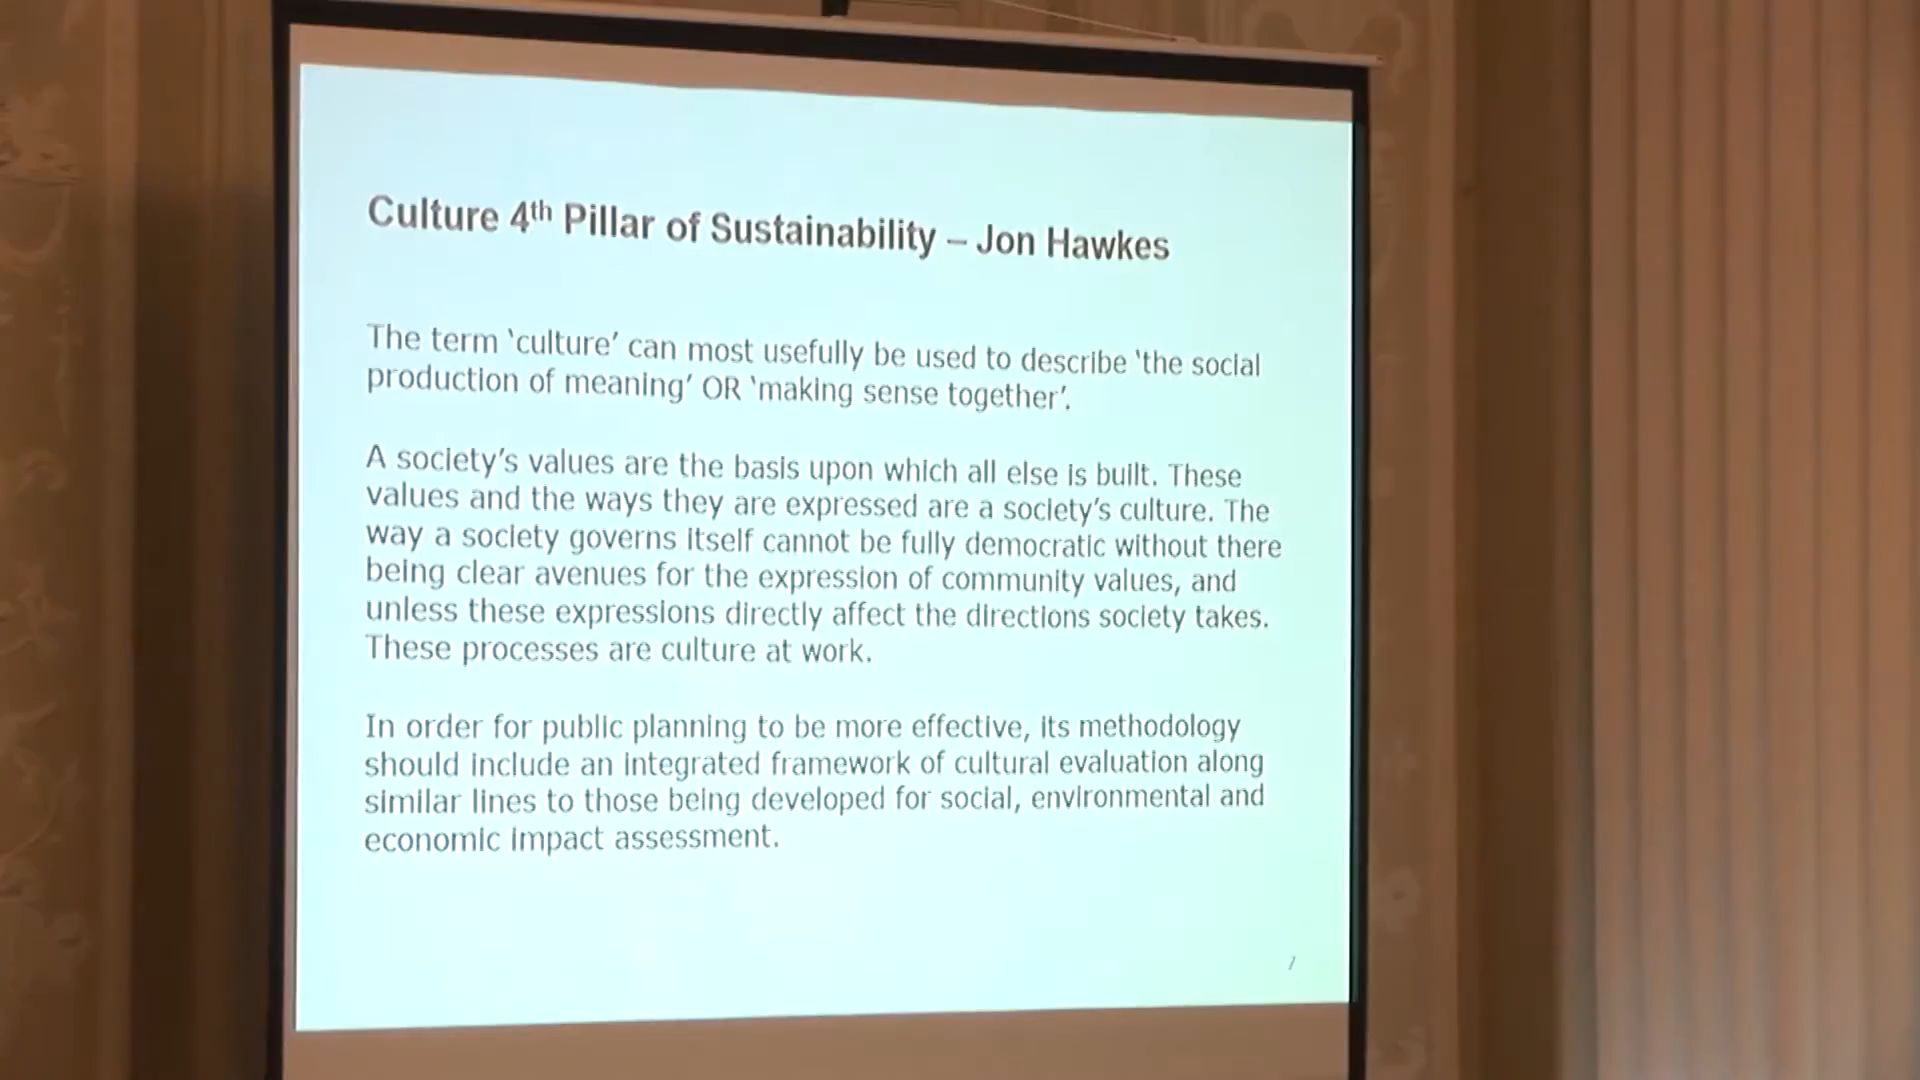 Culture 4th Pillar of Sustainability – Jon Hawkes
The term ‘culture’ can most usefully be used to describe ‘the social
production of meaning’ OR ‘making sense together’.
A society’s values are the basis upon which all else is built. These
values and the ways they are expressed are a society’s culture. The
way a society governs itself cannot be fully democratic without there
being clear avenues for the expression of community values, and
unless these expressions directly affect the directions society takes.
These processes are culture at work.
In order for public planning to be more effective, its methodology
should include an integrated framework of cultural evaluation along
similar lines to those being developed for social, environmental and
economic impact assessment.